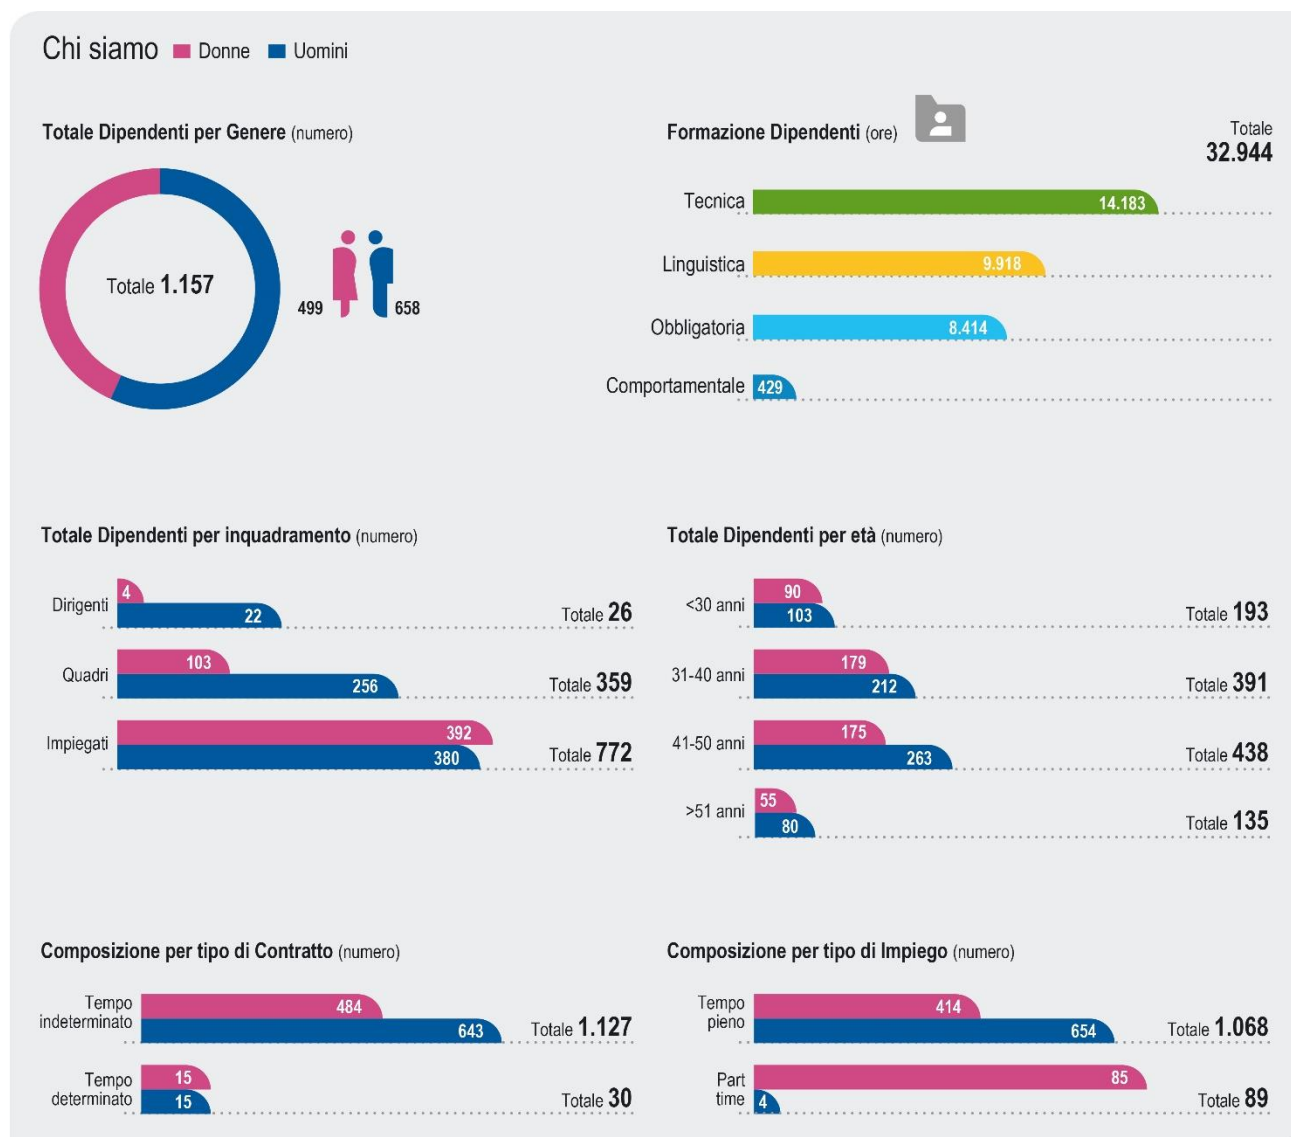 Chi siamo Donne Uomini
Totale Dipendenti per Genere (numero)
Totale 1.157
499 658
Formazione Dipendenti (ore)
Totale
32.944
Tecnica 14.183
Linguistica 9.918
Obbligatoria 8.414
Comportamentale 429
Totale Dipendenti per inquadramento (numero)
4
Dirigenti 22 Totale 26
103
Quadri 256 Totale 359
392
Impiegati 380 Totale 772
Totale Dipendenti per età (numero)
90
<30 anni 103 Totale 193
179
31-40 anni 212 Totale 391
175
41-50 anni 263 Totale 438
55
>51 anni 80 Totale 135
Composizione per tipo di Contratto (numero)
Tempo 484
indeterminato 643 Totale 1.127
Tempo 15
determinato 15 Totale 30
Composizione per tipo di Impiego (numero)
Tempo 414
pieno 654 Totale 1.068
Part 85
time 4 Totale 89